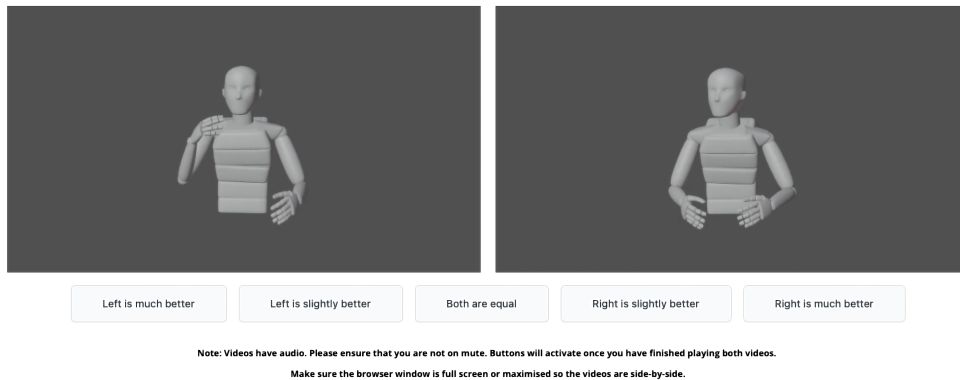 Left is much better
Left is slightly better
Both are equal
Right is slightly better
Right is much better
Note: Videos have audio. Please ensure that you are not on mute. Buttons will activate once you have finished playing both videos.
Make sure the browser window is full screen or maximised so the videos are side-by-side.